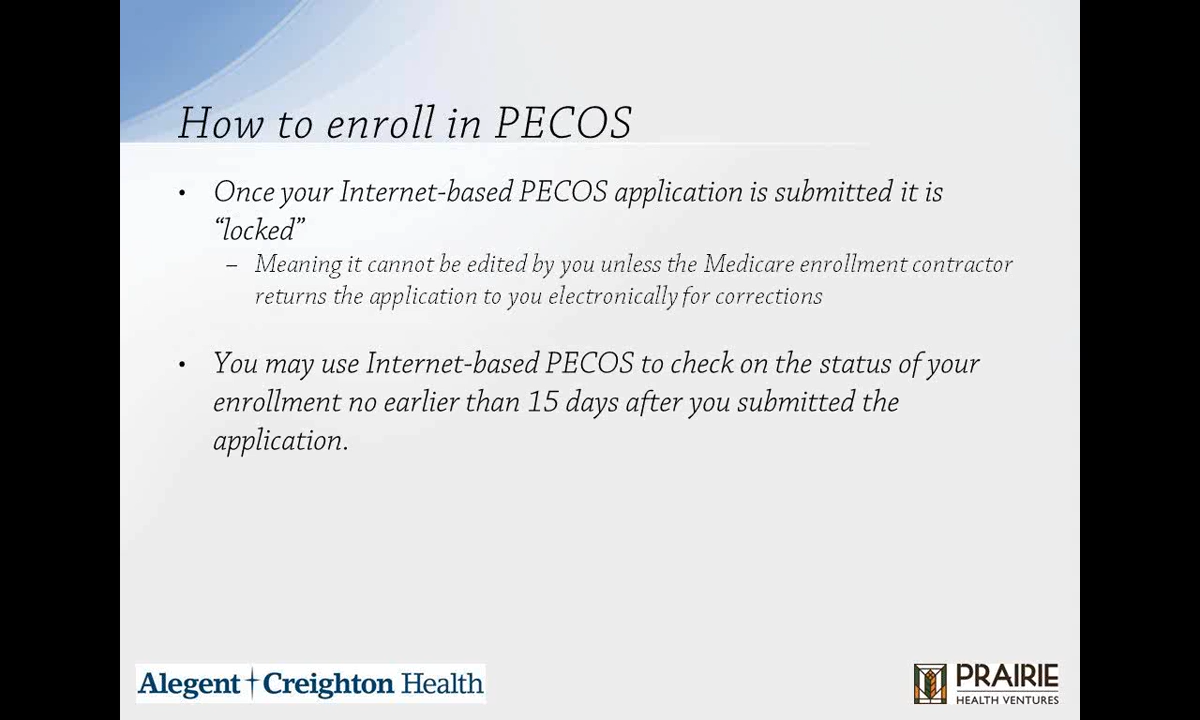 How to enroll in PECOS
• Once your Internet-based PECOS application is submitted it is
“locked”
– Meaning it cannot be edited by you unless the Medicare enrollment contractor
returns the application to you electronically for corrections
• You may use Internet-based PECOS to check on the status of your
enrollment no earlier than 15 days after you submitted the
application.
Alegent Creighton Health
PRAIRIE
HEALTH VENTURES